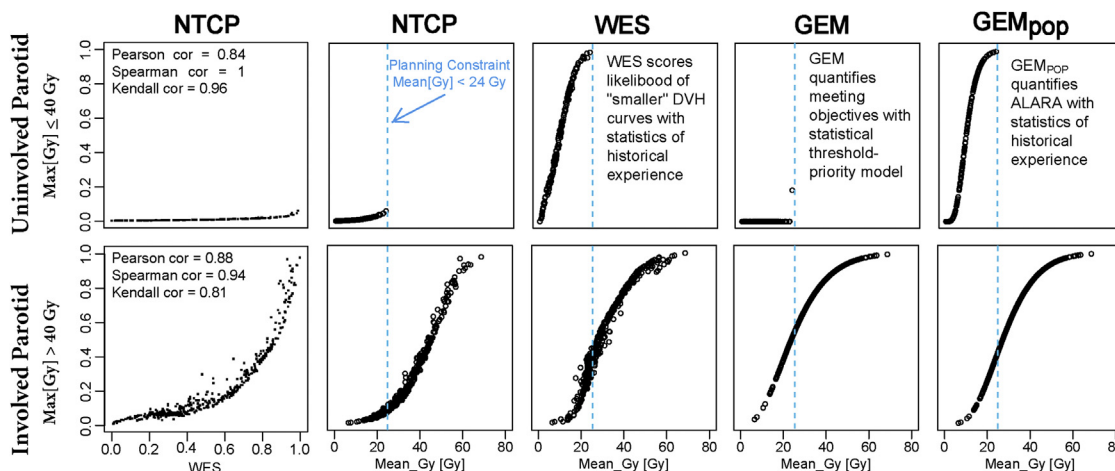 NTCP
NTCP
WES
GEM
GEMpop
Uninvolved Parotid
Max[Gy] ≤ 40 Gy
0.0 0.2 0.4 0.6 0.8 1.0
Pearson cor = 0.84
Spearman cor = 1
Kendall cor = 0.96
Planning Constraint
Mean[Gy] < 24 Gy
WES scores
likelibood of
"smaller" DVH
curves with
statistics of
historical
experience
GEM
quantifies
meeting
objectives with
statistical
threshold-
priority model
GEMPOP
quantifies
ALARA with
statistics of
historical
experience
Involved Parotid
Max[Gy] > 40 Gy
0.0 0.2 0.4 0.6 0.8 1.0
Pearson cor = 0.88
Spearman cor = 0.94
Kendall cor = 0.81
0.0 0.2 0.4 0.6 0.8 1.0
WES
0 20 40 60 80
Mean_Gy [Gy]
0 20 40 60 80
Mean_Gy [Gy]
0 20 40 60 80
Mean_Gy [Gy]
0 20 40 60
Mean_Gy [Gy]